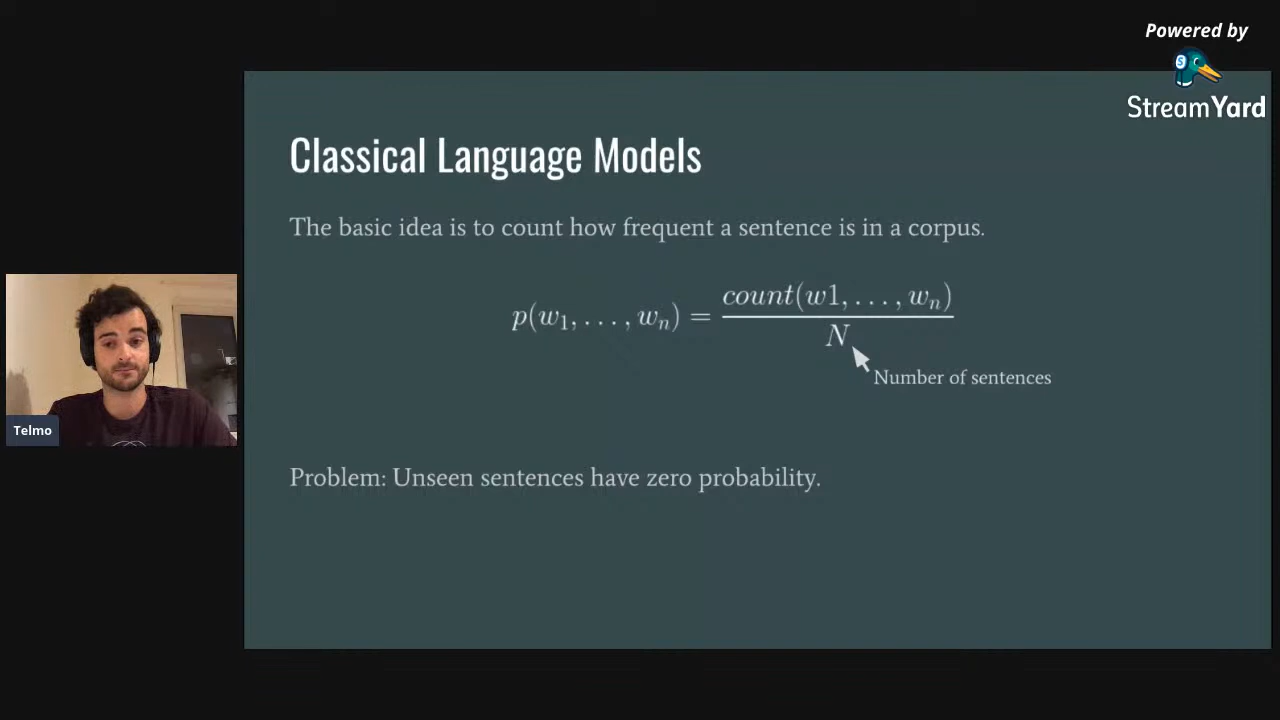 Powered by
StreamYard
Classical Language Models
The basic idea is to count how frequent a sentence is in a corpus.
p(w₁, . . . , wₙ) = count(w1, . . . , wₙ) / N
Number of sentences
Telmo
Problem: Unseen sentences have zero probability.